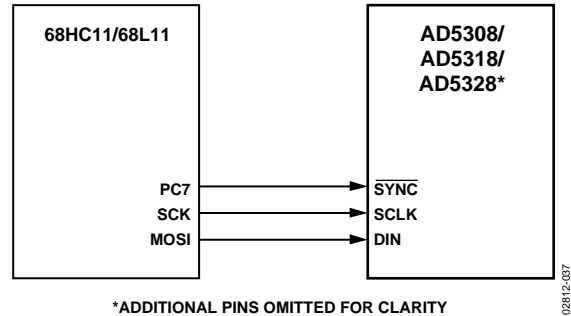 68HC11/68L11
AD5308/
AD5318/
AD5328*
PC7
SCK
MOSI
SYNC
SCLK
DIN
*ADDITIONAL PINS OMITTED FOR CLARITY
02812-037